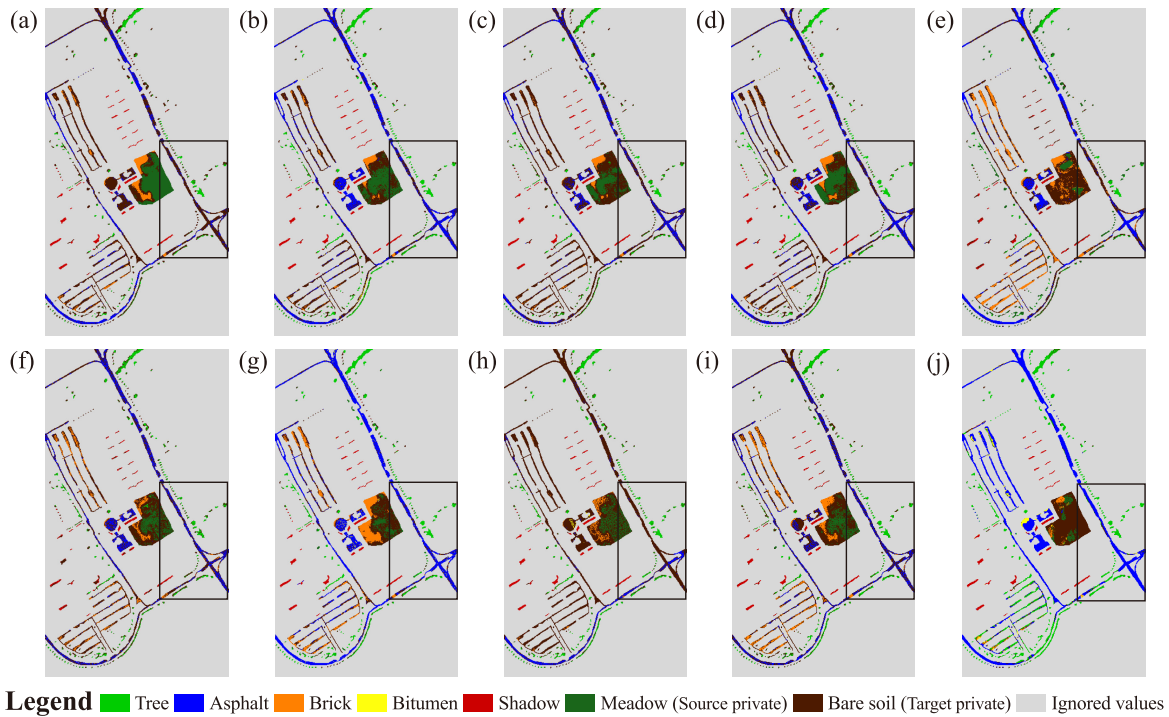 (a) (b) (c) (d) (e)
(f) (g) (h) (i) (j)
Legend Tree Asphalt Brick Bitumen Shadow Meadow (Source private) Bare soil (Target private) Ignored values